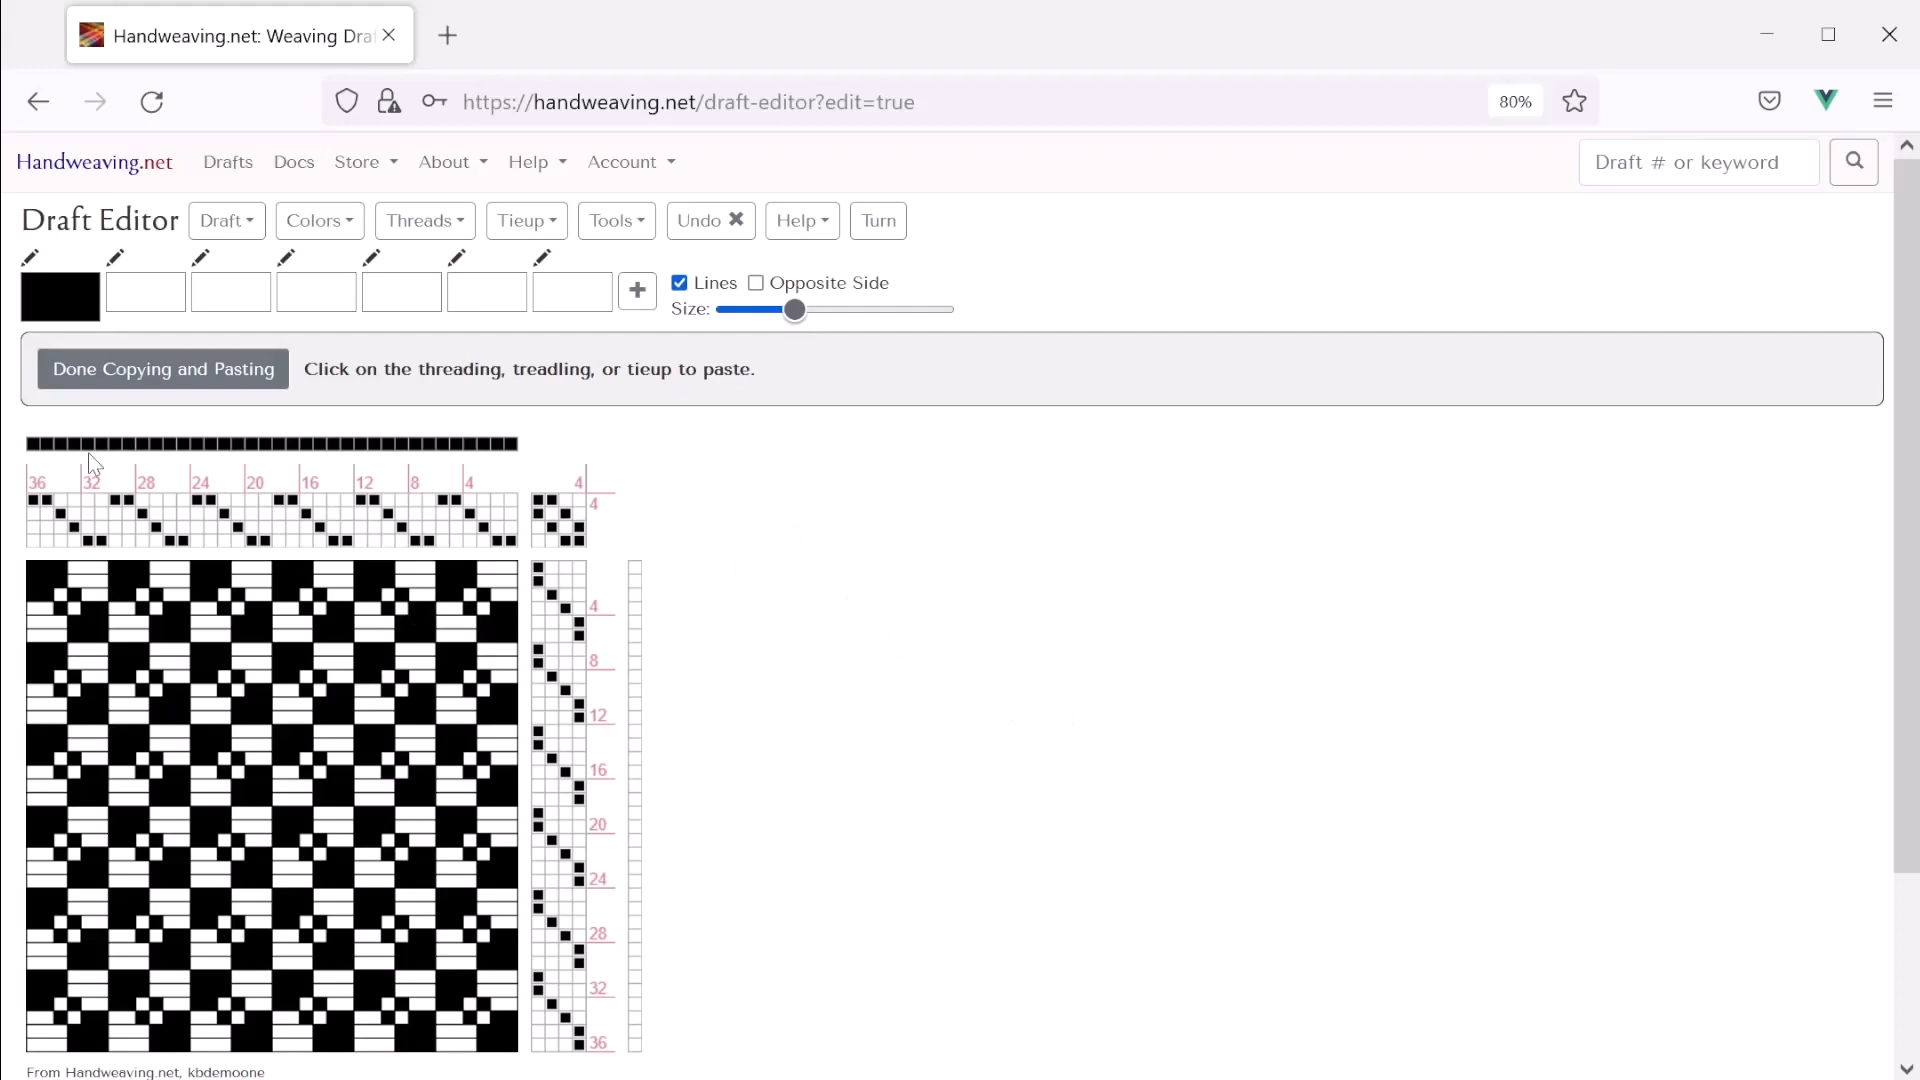 Handweaving.net: Weaving Dra
https://handweaving.net/draft-editor?edit=true
80%
Handweaving.net Drafts Docs Store About Help Account Draft # or keyword
Draft Editor Draft Colors Threads Tieup Tools Undo Help Turn
Lines Opposite Side
Size:
Done Copying and Pasting Click on the threading, treadling, or tieup to paste.
36 32 28 24 20 16 12 8 4 4
4
4
8
12
16
20
24
28
32
36
From Handweaving.net, kbdemoone